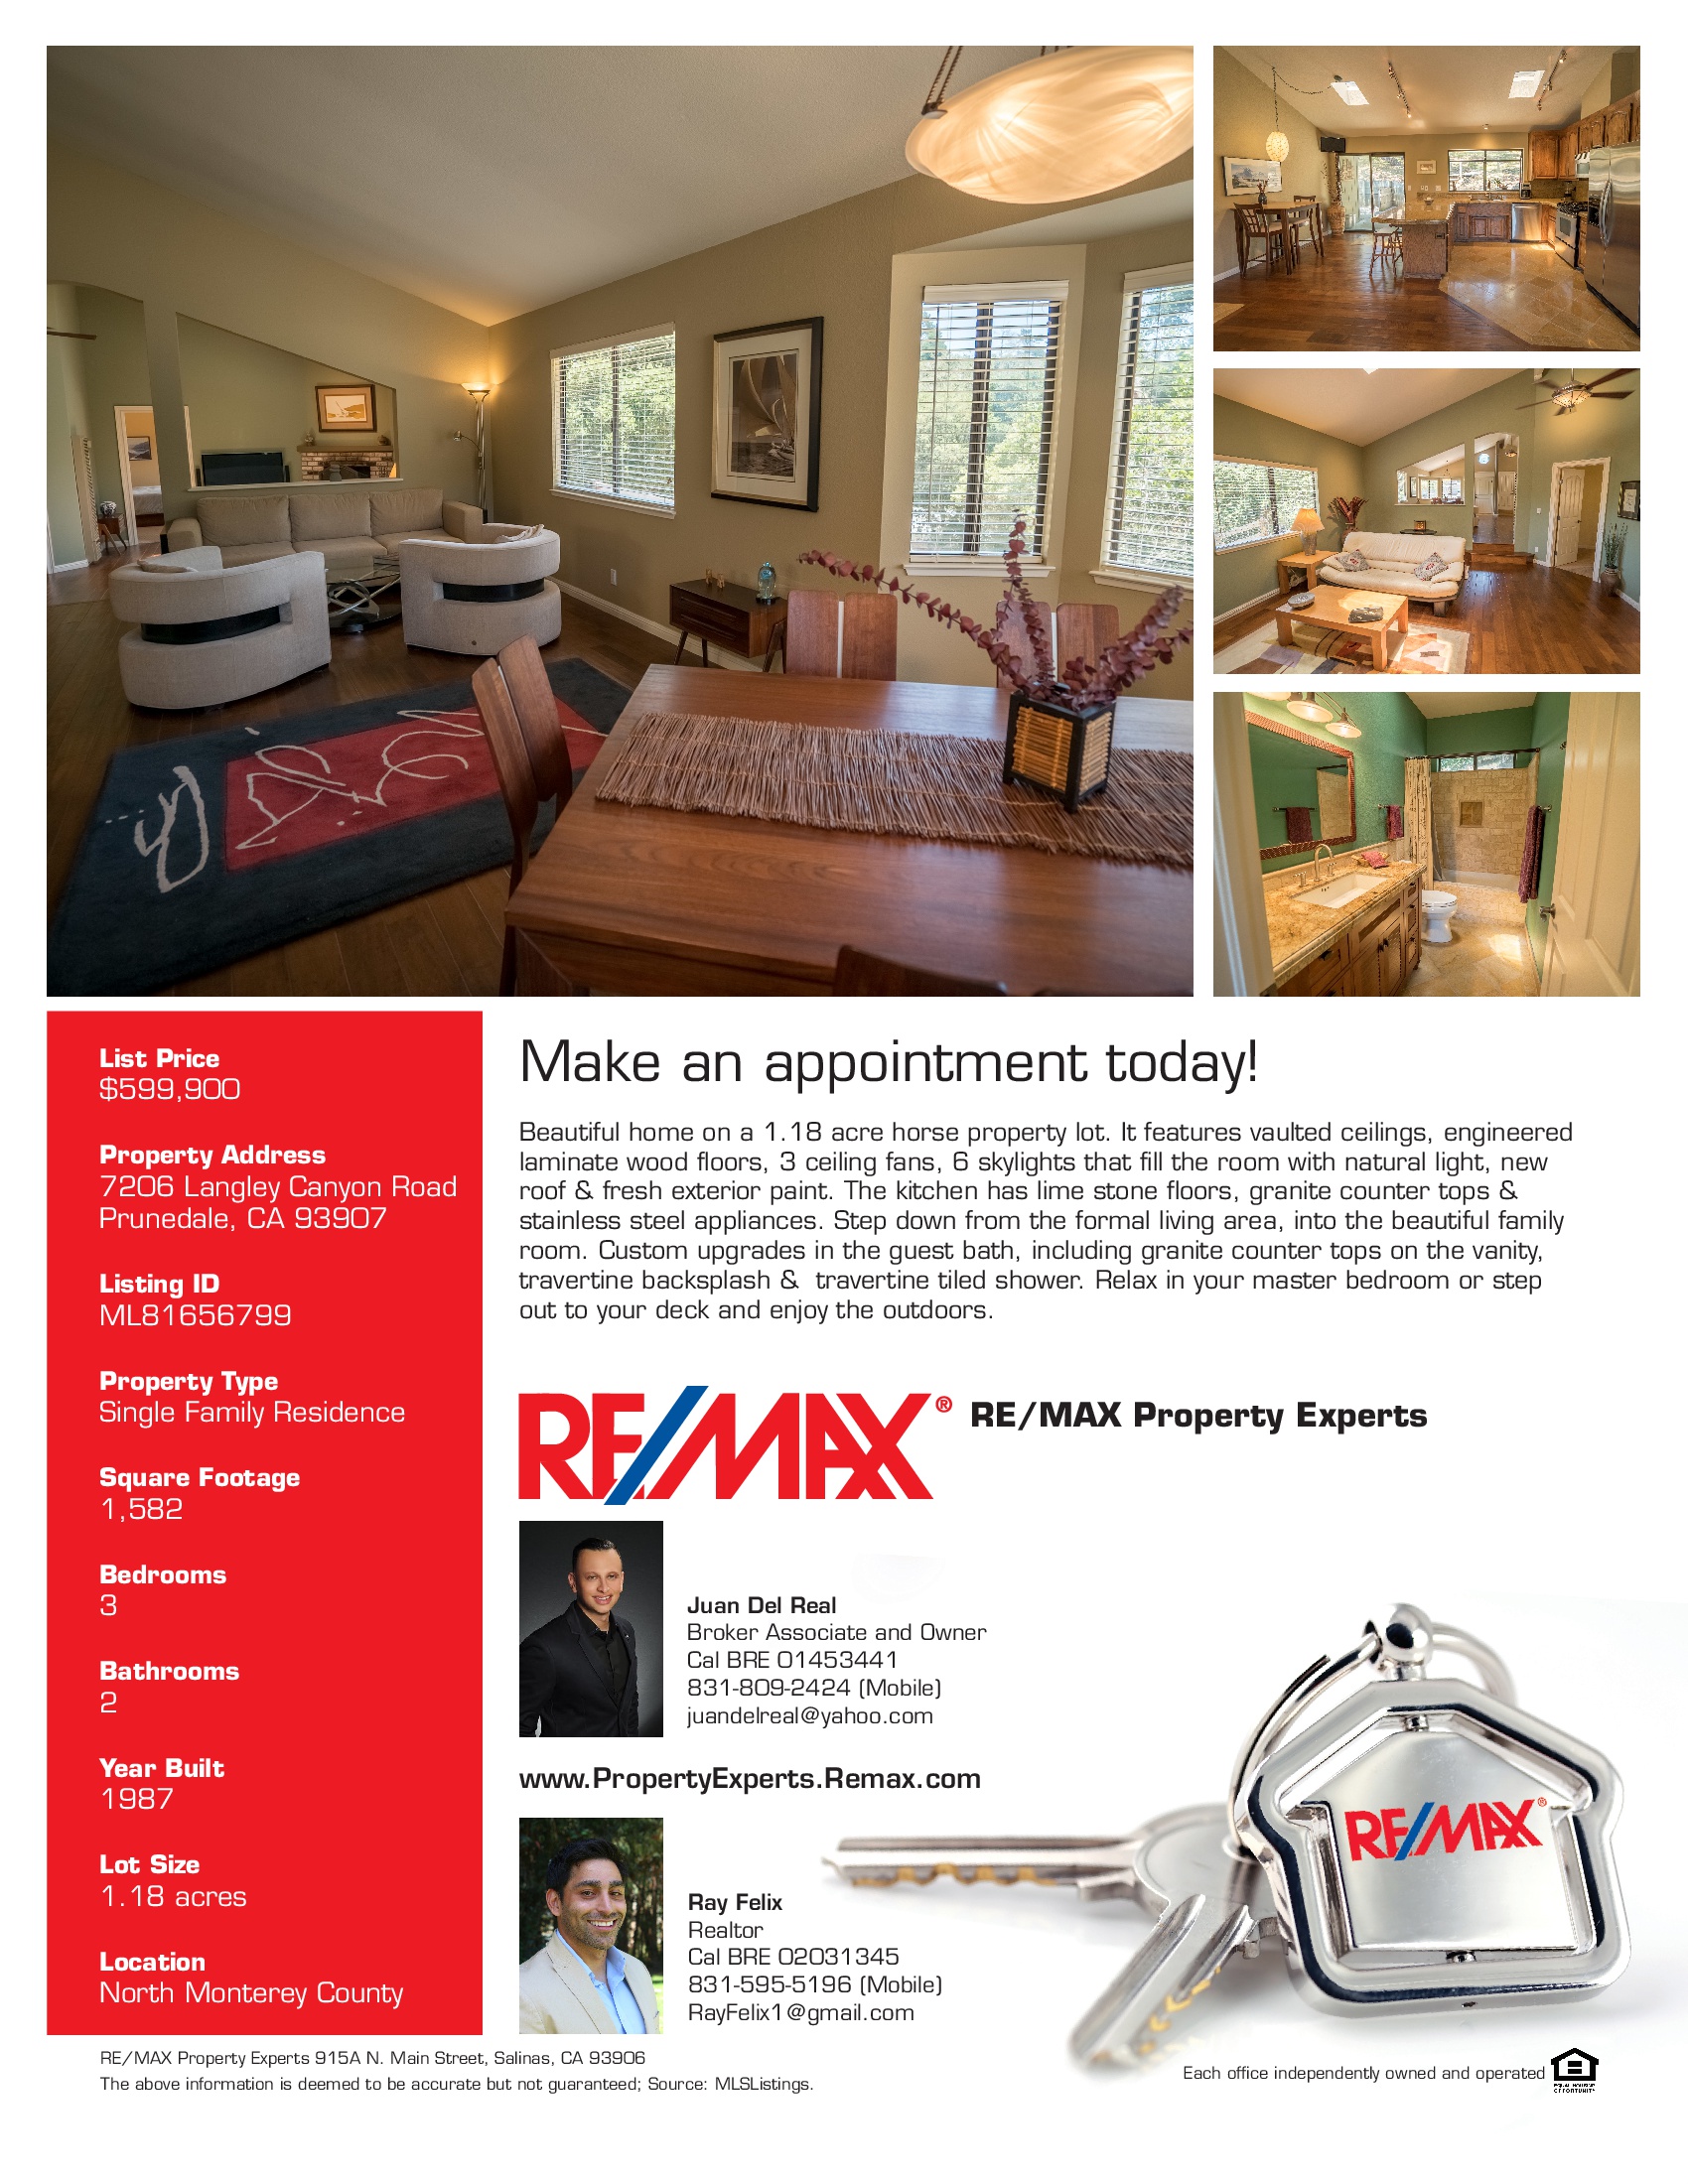 List Price
$599,900
Property Address
7206 Langley Canyon Road
Prunedale, CA 93907
Listing ID
ML81656799
Property Type
Single Family Residence
Square Footage
1,582
Bedrooms
3
Bathrooms
2
Year Built
1987
Lot Size
1.18 acres
Location
North Monterey County
Make an appointment today!
Beautiful home on a 1.18 acre horse property lot. It features vaulted ceilings, engineered
laminate wood floors, 3 ceiling fans, 6 skylights that fill the room with natural light, new
roof & fresh exterior paint. The kitchen has lime stone floors, granite counter tops &
stainless steel appliances. Step down from the formal living area, into the beautiful family
room. Custom upgrades in the guest bath, including granite counter tops on the vanity,
travertine backsplash &  travertine tiled shower. Relax in your master bedroom or step
out to your deck and enjoy the outdoors.
RE/MAX® RE/MAX Property Experts
Juan Del Real
Broker Associate and Owner
Cal BRE 01453441
831-809-2424 (Mobile)
juandelreal@yahoo.com
www.PropertyExperts.Remax.com
Ray Felix
Realtor
Cal BRE 02031345
831-595-5196 (Mobile)
RayFelix1@gmail.com
RE/MAX®
RE/MAX Property Experts 915A N. Main Street, Salinas, CA 93906
The above information is deemed to be accurate but not guaranteed; Source: MLSListings.
Each office independently owned and operated
EQUAL HOUSING
OPPORTUNITY